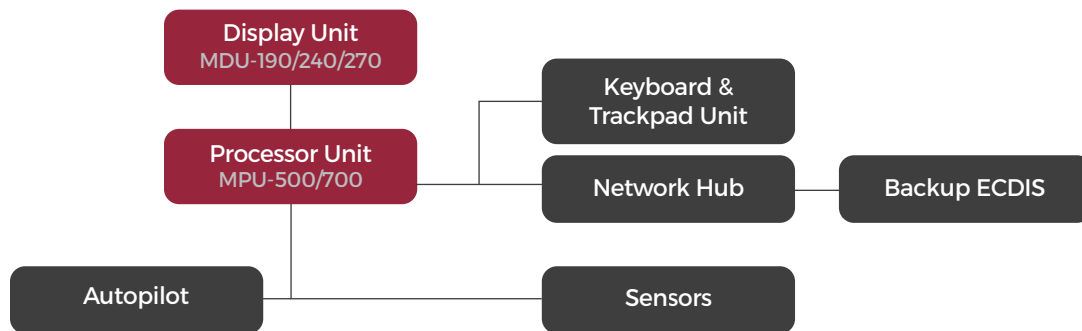 Display Unit
MDU-190/240/270
Keyboard &
Trackpad Unit
Processor Unit
MPU-500/700
Network Hub
Backup ECDIS
Autopilot
Sensors